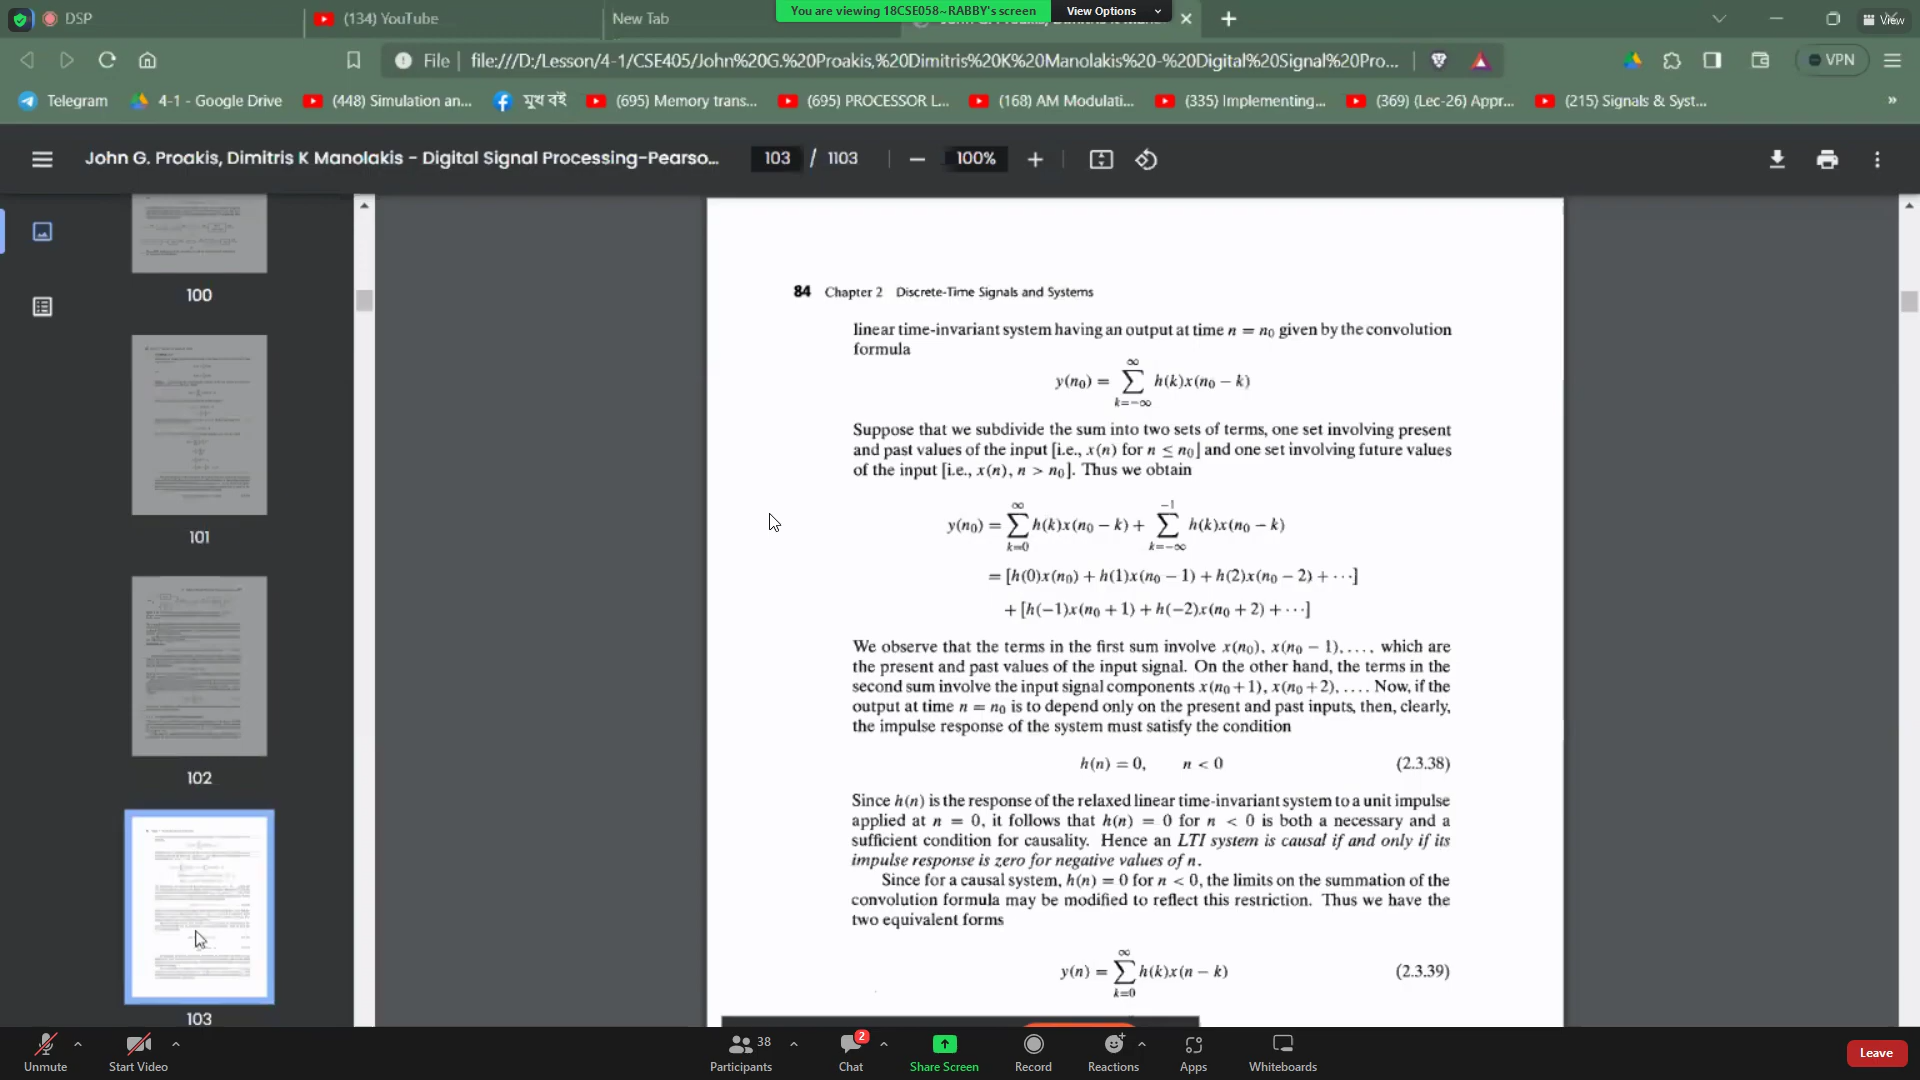 DSP
(134) YouTube
New Tab
You are viewing 18CSE058~RABBY's screen
View Options
View
File
file:///D:/Lesson/4-1/CSE405/John%20G.%20Proakis,%20Dimitris%20K%20Manolakis%20-%20Digital%20Signal%20Pro...
VPN
Telegram
4-1 - Google Drive
(448) Simulation an...
মুখ বই
(695) Memory trans...
(695) PROCESSOR L...
(168) AM Modulati...
(335) Implementing...
(369) (Lec-26) Appr...
(215) Signals & Syst...
John G. Proakis, Dimitris K Manolakis - Digital Signal Processing-Pearso...
103 / 1103
100%
100
101
102
103
84 Chapter 2 Discrete-Time Signals and Systems
linear time-invariant system having an output at time n = n₀ given by the convolution
formula
y(n₀) = ∑_{k=−∞}^{∞} h(k)x(n₀ − k)
Suppose that we subdivide the sum into two sets of terms, one set involving present
and past values of the input [i.e., x(n) for n ≤ n₀] and one set involving future values
of the input [i.e., x(n), n > n₀]. Thus we obtain
y(n₀) = ∑_{k=0}^{∞} h(k)x(n₀ − k) + ∑_{k=−∞}^{−1} h(k)x(n₀ − k)
= [h(0)x(n₀) + h(1)x(n₀ − 1) + h(2)x(n₀ − 2) + ···]
+ [h(−1)x(n₀ + 1) + h(−2)x(n₀ + 2) + ···]
We observe that the terms in the first sum involve x(n₀), x(n₀ − 1), . . . , which are
the present and past values of the input signal. On the other hand, the terms in the
second sum involve the input signal components x(n₀+1), x(n₀+2), . . . . Now, if the
output at time n = n₀ is to depend only on the present and past inputs, then, clearly,
the impulse response of the system must satisfy the condition
h(n) = 0, n < 0 (2.3.38)
Since h(n) is the response of the relaxed linear time-invariant system to a unit impulse
applied at n = 0, it follows that h(n) = 0 for n < 0 is both a necessary and a
sufficient condition for causality. Hence an LTI system is causal if and only if its
impulse response is zero for negative values of n.
Since for a causal system, h(n) = 0 for n < 0, the limits on the summation of the
convolution formula may be modified to reflect this restriction. Thus we have the
two equivalent forms
y(n) = ∑_{k=0}^{∞} h(k)x(n − k) (2.3.39)
Unmute
Start Video
38
Participants
2
Chat
Share Screen
Record
Reactions
Apps
Whiteboards
Leave